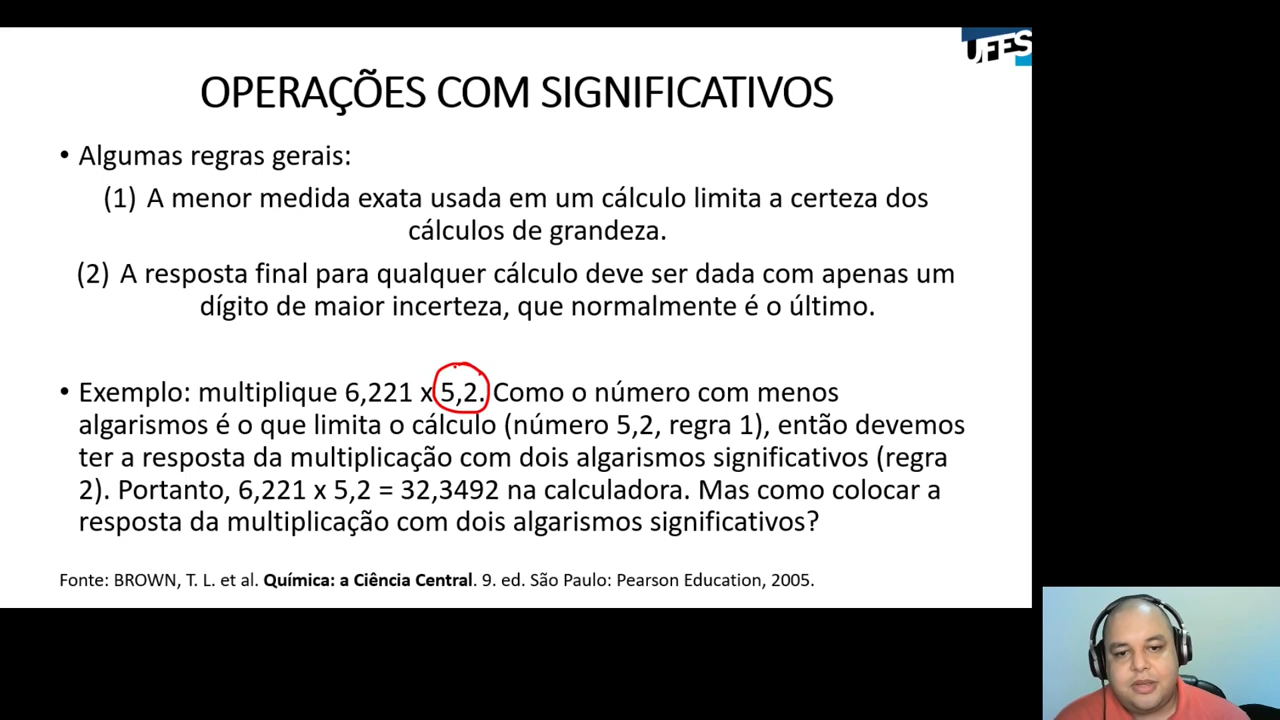 UFES
OPERAÇÕES COM SIGNIFICATIVOS
• Algumas regras gerais:
(1) A menor medida exata usada em um cálculo limita a certeza dos
cálculos de grandeza.
(2) A resposta final para qualquer cálculo deve ser dada com apenas um
dígito de maior incerteza, que normalmente é o último.
• Exemplo: multiplique 6,221 x 5,2. Como o número com menos
algarismos é o que limita o cálculo (número 5,2, regra 1), então devemos
ter a resposta da multiplicação com dois algarismos significativos (regra
2). Portanto, 6,221 x 5,2 = 32,3492 na calculadora. Mas como colocar a
resposta da multiplicação com dois algarismos significativos?
Fonte: BROWN, T. L. et al. Química: a Ciência Central. 9. ed. São Paulo: Pearson Education, 2005.